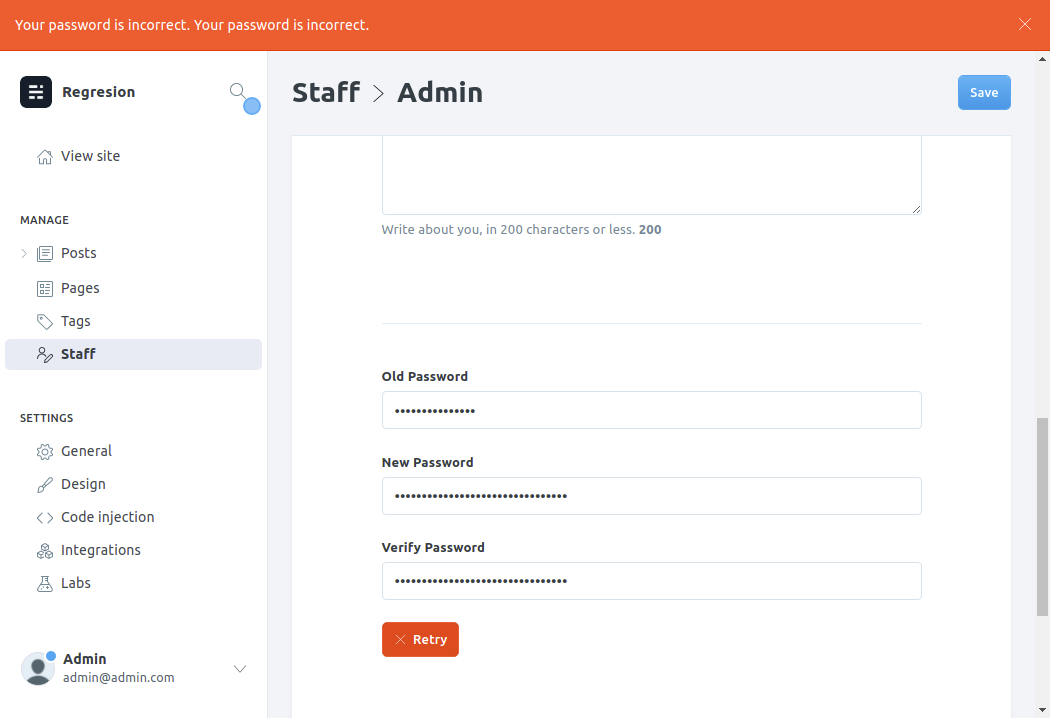 Your password is incorrect. Your password is incorrect.
Regresion
Staff > Admin
Save
View site
MANAGE
Posts
Pages
Tags
Staff
SETTINGS
General
Design
Code injection
Integrations
Labs
Admin
admin@admin.com
Write about you, in 200 characters or less. 200
Old Password
•••••••••••••••
New Password
••••••••••••••••••••••••••••••••
Verify Password
••••••••••••••••••••••••••••••••
Retry